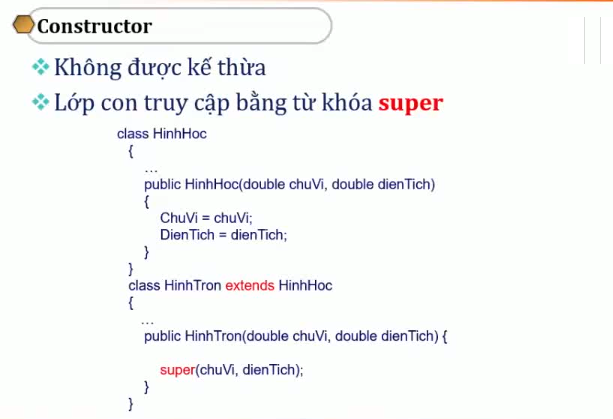 Constructor
Không được kế thừa
Lớp con truy cập bằng từ khóa super
class HinhHoc
{
...
public HinhHoc(double chuVi, double dienTich)
{
ChuVi = chuVi;
DienTich = dienTich;
}
}
class HinhTron extends HinhHoc
{
...
public HinhTron(double chuVi, double dienTich) {
super(chuVi, dienTich);
}
}